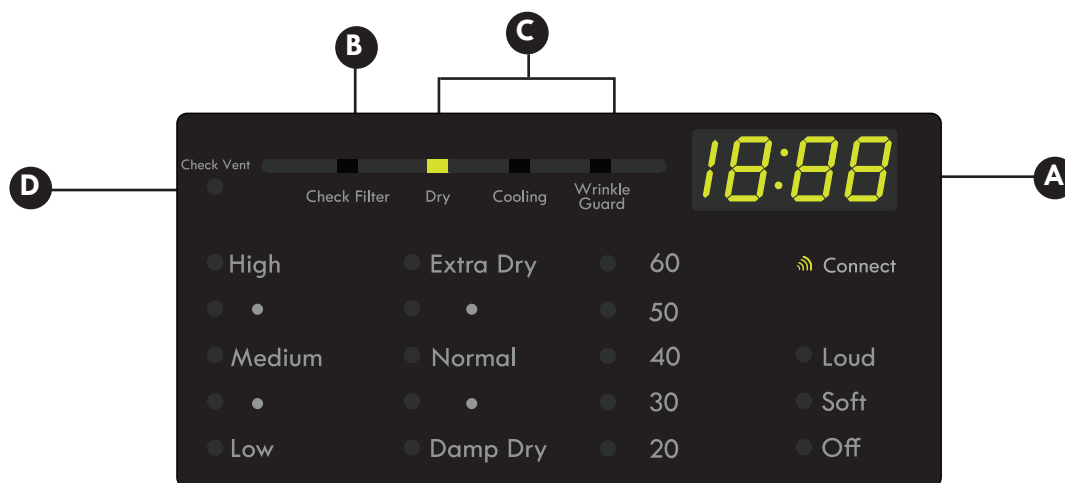 B
C
Check Vent
18:88
D
A
Check Filter
Dry
Cooling
Wrinkle
Guard
High
Extra Dry
60
Connect
50
Medium
Normal
40
Loud
30
Soft
Low
Damp Dry
20
Off